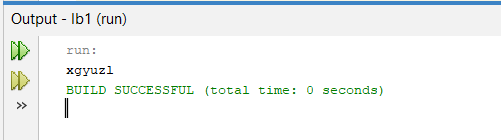 Output - lb1 (run)
run:
xgyuzl
BUILD SUCCESSFUL (total time: 0 seconds)